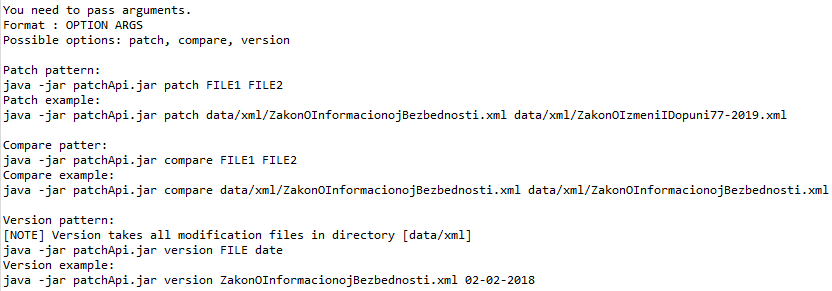 You need to pass arguments.
Format : OPTION ARGS
Possible options: patch, compare, version
Patch pattern:
java -jar patchApi.jar patch FILE1 FILE2
Patch example:
java -jar patchApi.jar patch data/xml/ZakonOInformacionojBezbednosti.xml data/xml/ZakonOIzmeniIDopuni77-2019.xml
Compare patter:
java -jar patchApi.jar compare FILE1 FILE2
Compare example:
java -jar patchApi.jar compare data/xml/ZakonOInformacionojBezbednosti.xml data/xml/ZakonOInformacionojBezbednosti.xml
Version pattern:
[NOTE] Version takes all modification files in directory [data/xml]
java -jar patchApi.jar version FILE date
Version example:
java -jar patchApi.jar version ZakonOInformacionojBezbednosti.xml 02-02-2018